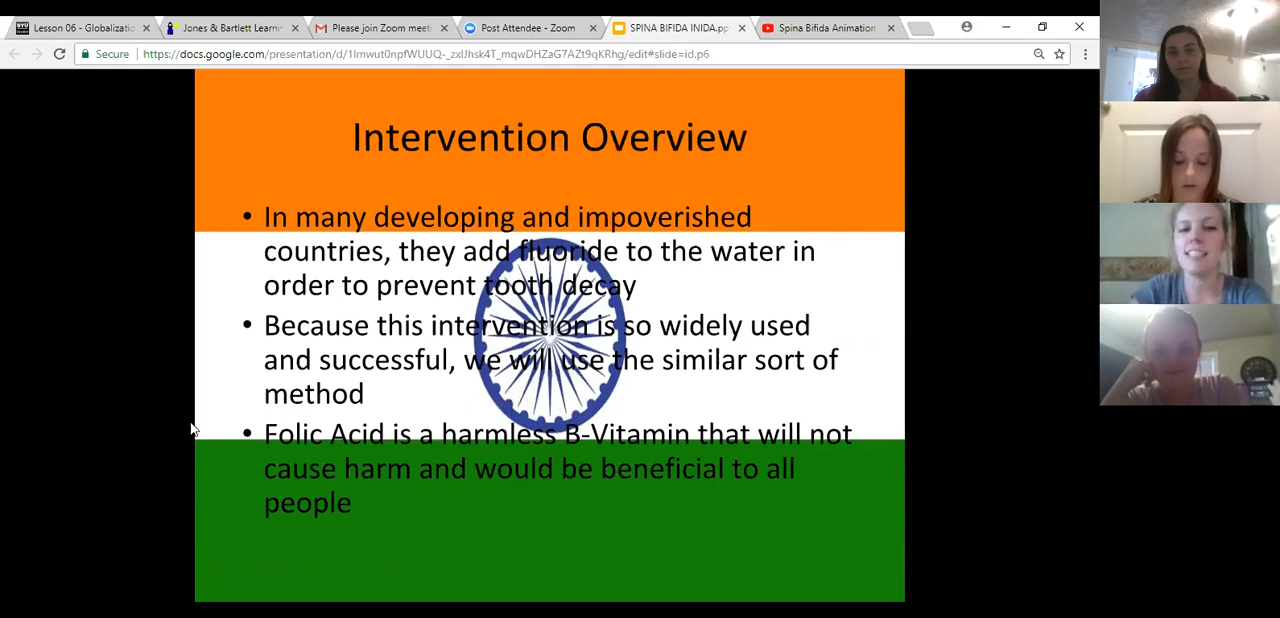 Lesson 06 - Globalizatio
Jones & Bartlett Learnin
Please join Zoom meeti
Post Attendee - Zoom
SPINA BIFIDA INIDA.pp
Spina Bifida Animation
Secure
https://docs.google.com/presentation/d/1Imwut0npfWUUQ-_zxIJhsk4T_mqwDHZaG7AZt9qKRhg/edit#slide=id.p6
Intervention Overview
• In many developing and impoverished
countries, they add fluoride to the water in
order to prevent tooth decay
• Because this intervention is so widely used
and successful, we will use the similar sort of
method
• Folic Acid is a harmless B-Vitamin that will not
cause harm and would be beneficial to all
people